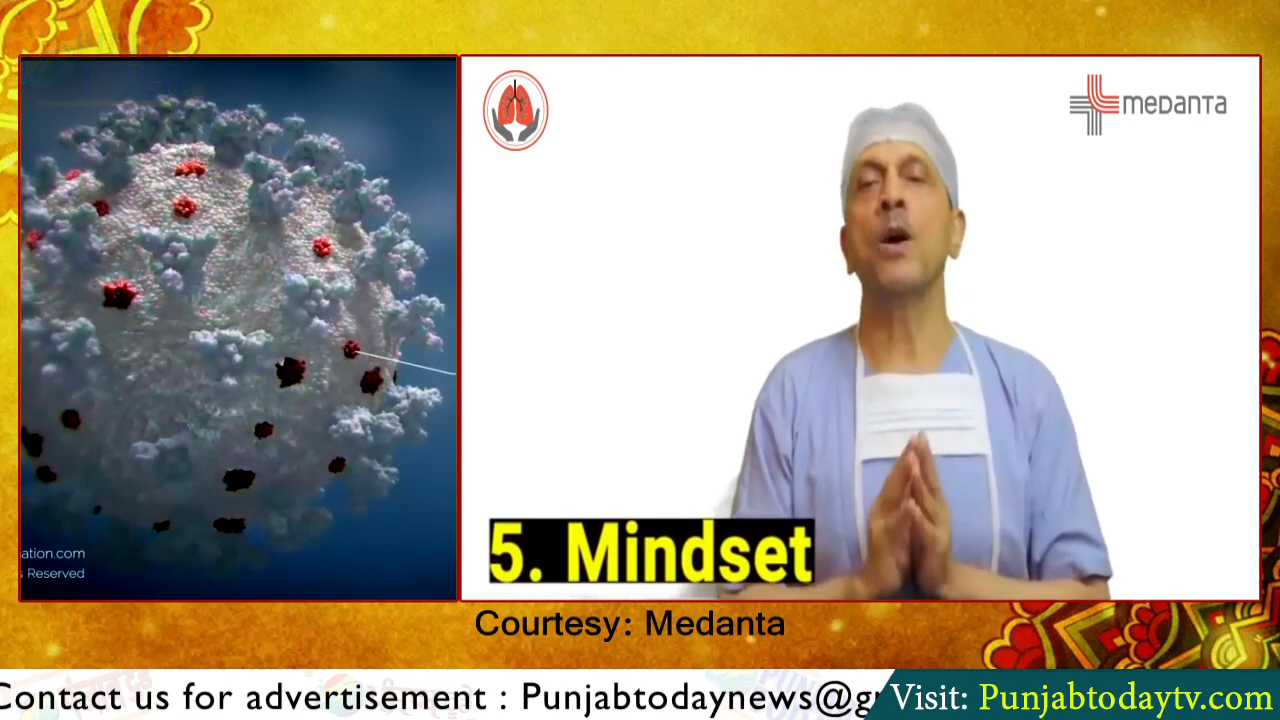 medanta
5. Mindset
ation.com
s Reserved
Courtesy: Medanta
Contact us for advertisement : Punjabtodaynews@g
Visit: Punjabtodaytv.com